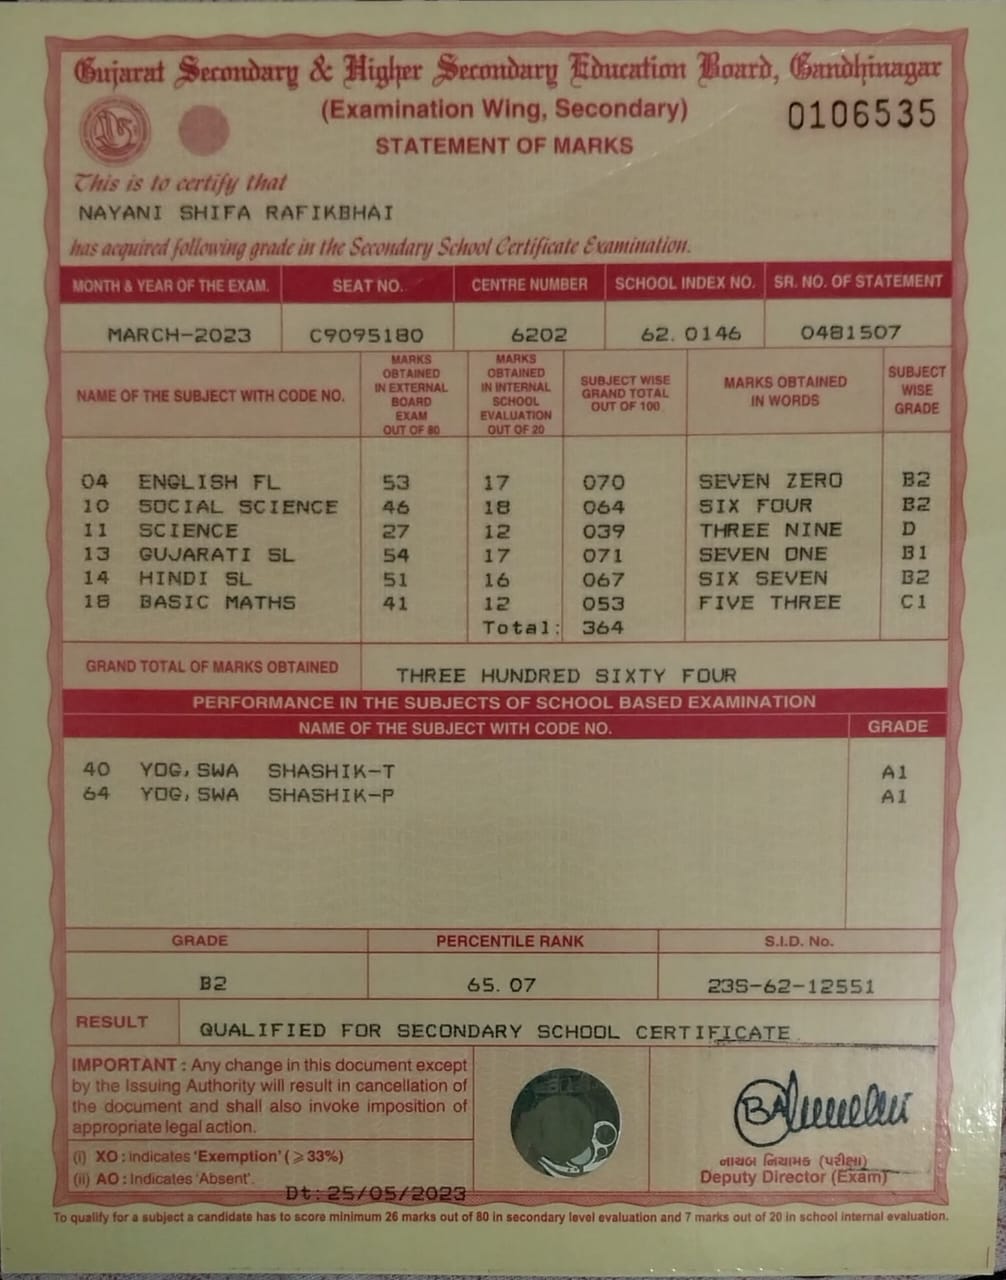 Gujarat Secondary & Higher Secondary Education Board, Gandhinagar
(Examination Wing, Secondary)
0106535
STATEMENT OF MARKS
This is to certify that
NAYANI SHIFA RAFIKBHAI
has acquired following grade in the Secondary School Certificate Examination.
MONTH & YEAR OF THE EXAM. SEAT NO. CENTRE NUMBER SCHOOL INDEX NO. SR. NO. OF STATEMENT
MARCH-2023 C9095180 6202 62.0146 0481507
NAME OF THE SUBJECT WITH CODE NO. MARKS OBTAINED IN EXTERNAL BOARD EXAM OUT OF 80 MARKS OBTAINED IN INTERNAL SCHOOL EVALUATION OUT OF 20 SUBJECT WISE GRAND TOTAL OUT OF 100 MARKS OBTAINED IN WORDS SUBJECT WISE GRADE
04 ENGLISH FL 53 17 070 SEVEN ZERO B2
10 SOCIAL SCIENCE 46 18 064 SIX FOUR B2
11 SCIENCE 27 12 039 THREE NINE D
13 GUJARATI SL 54 17 071 SEVEN ONE B1
14 HINDI SL 51 16 067 SIX SEVEN B2
18 BASIC MATHS 41 12 053 FIVE THREE C1
Total: 364
GRAND TOTAL OF MARKS OBTAINED THREE HUNDRED SIXTY FOUR
PERFORMANCE IN THE SUBJECTS OF SCHOOL BASED EXAMINATION
NAME OF THE SUBJECT WITH CODE NO. GRADE
40 YOG, SWA SHASHIK-T A1
64 YOG, SWA SHASHIK-P A1
GRADE PERCENTILE RANK S.I.D. No.
B2 65.07 23S-62-12551
RESULT QUALIFIED FOR SECONDARY SCHOOL CERTIFICATE
IMPORTANT : Any change in this document except
by the Issuing Authority will result in cancellation of
the document and shall also invoke imposition of
appropriate legal action.
(i) XO : indicates 'Exemption' (⩾ 33%)
(ii) AO : Indicates 'Absent'.
Dt:25/05/2023
નાયબ નિયામક (પરીક્ષા)
Deputy Director (Exam)
To qualify for a subject a candidate has to score minimum 26 marks out of 80 in secondary level evaluation and 7 marks out of 20 in school internal evaluation.